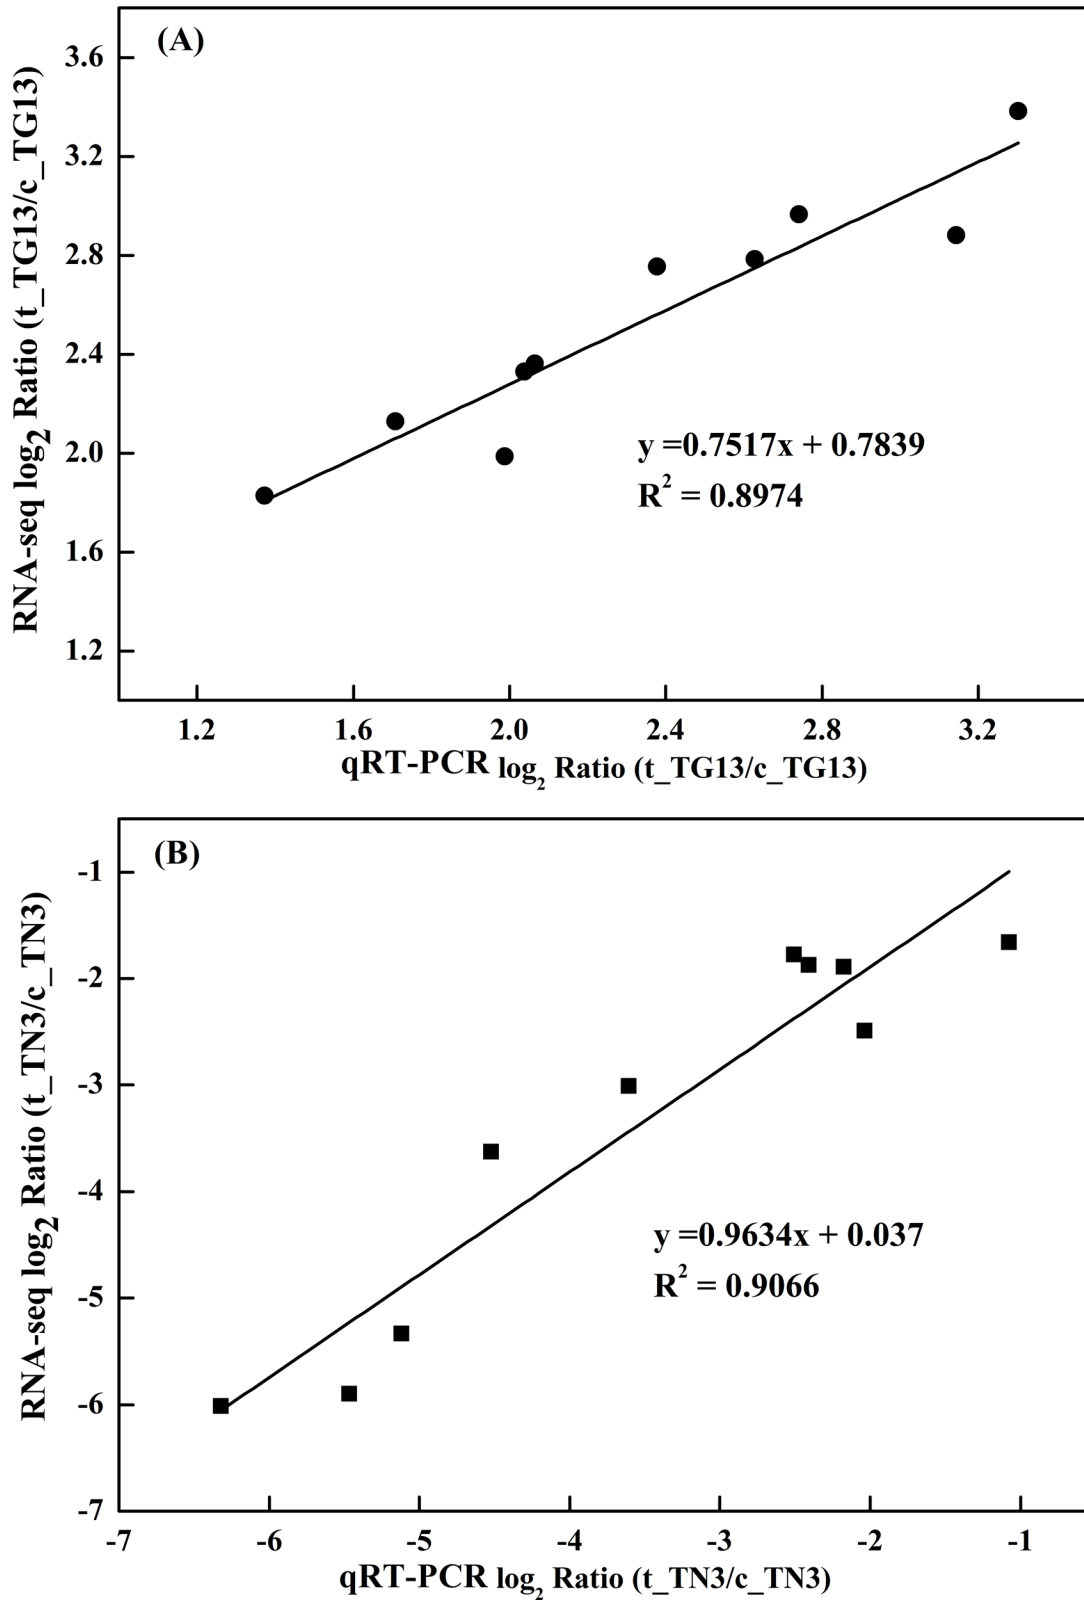 (A)
RNA-seq log2 Ratio (t_TG13/c_TG13)
3.6
3.2
2.8
2.4
2.0
1.6
1.2
y =0.7517x + 0.7839
R² = 0.8974
1.2 1.6 2.0 2.4 2.8 3.2
qRT-PCR log2 Ratio (t_TG13/c_TG13)
(B)
RNA-seq log2 Ratio (t_TN3/c_TN3)
-1
-2
-3
-4
-5
-6
-7
y =0.9634x + 0.037
R² = 0.9066
-7 -6 -5 -4 -3 -2 -1
qRT-PCR log2 Ratio (t_TN3/c_TN3)